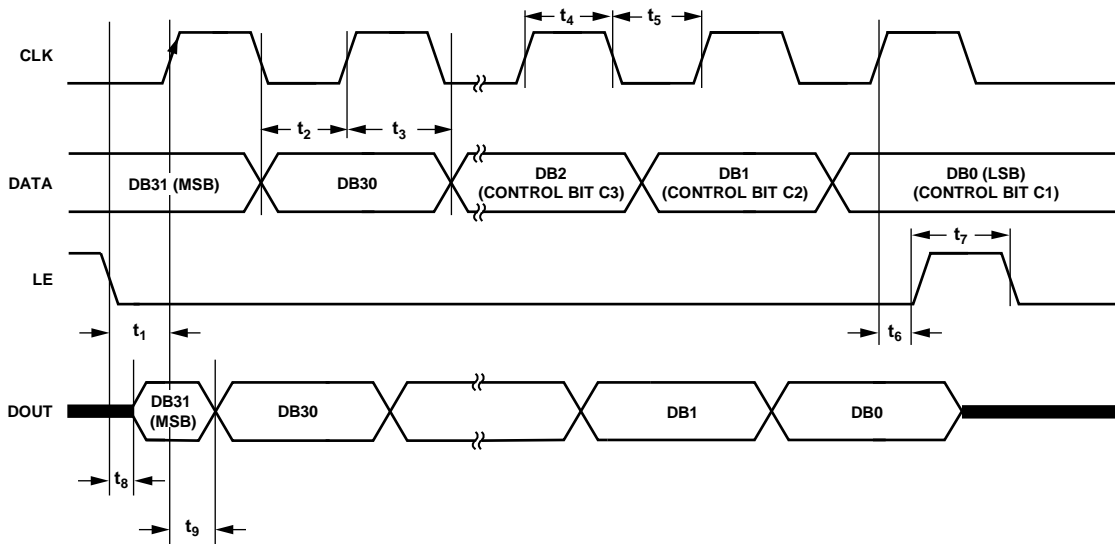 t4
t5
CLK
t2
t3
DATA
DB31 (MSB)
DB30
DB2
(CONTROL BIT C3)
DB1
(CONTROL BIT C2)
DB0 (LSB)
(CONTROL BIT C1)
t7
LE
t1
t6
DOUT
DB31
(MSB)
DB30
DB1
DB0
t8
t9